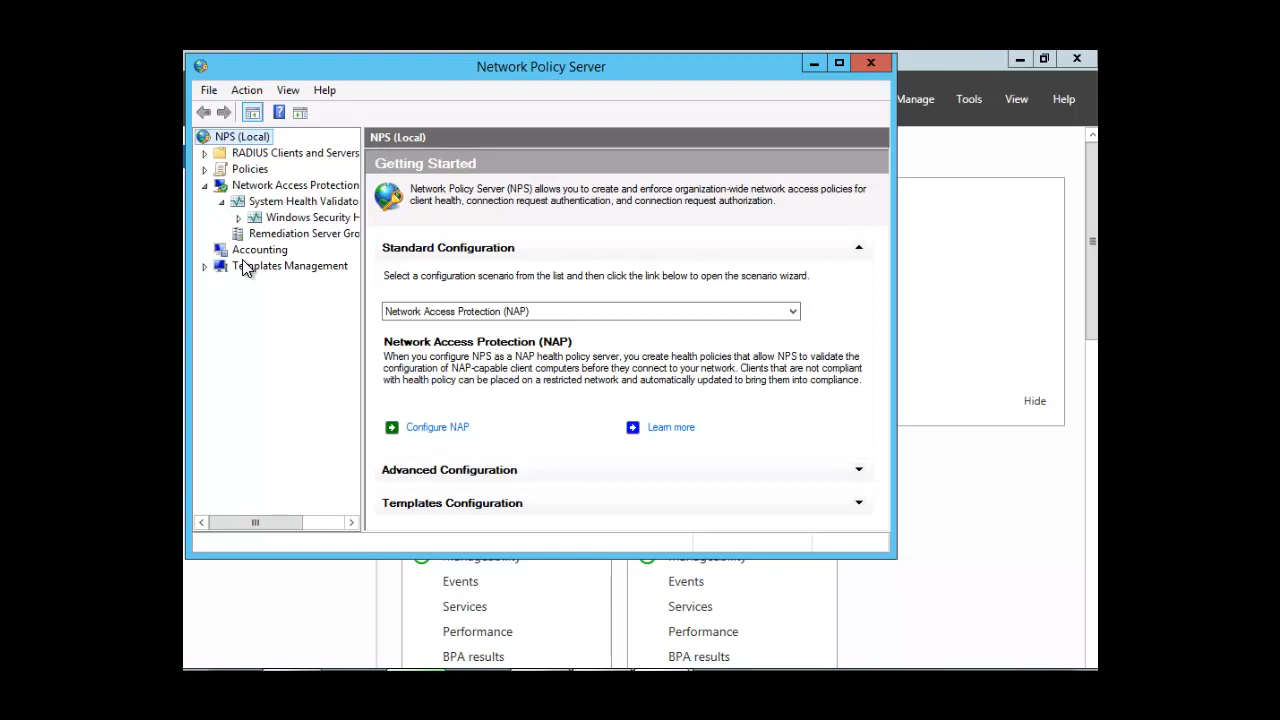 Network Policy Server
File Action View Help
Manage Tools View Help
NPS (Local)
RADIUS Clients and Servers
Policies
Network Access Protection
System Health Validato
Windows Security H
Remediation Server Gro
Accounting
Templates Management
NPS (Local)
Getting Started
Network Policy Server (NPS) allows you to create and enforce organization-wide network access policies for
client health, connection request authentication, and connection request authorization.
Standard Configuration
Select a configuration scenario from the list and then click the link below to open the scenario wizard.
Network Access Protection (NAP)
Network Access Protection (NAP)
When you configure NPS as a NAP health policy server, you create health policies that allow NPS to validate the
configuration of NAP-capable client computers before they connect to your network. Clients that are not compliant
with health policy can be placed on a restricted network and automatically updated to bring them into compliance.
Configure NAP Learn more
Advanced Configuration
Templates Configuration
Hide
Manageability Manageability
Events Events
Services Services
Performance Performance
BPA results BPA results